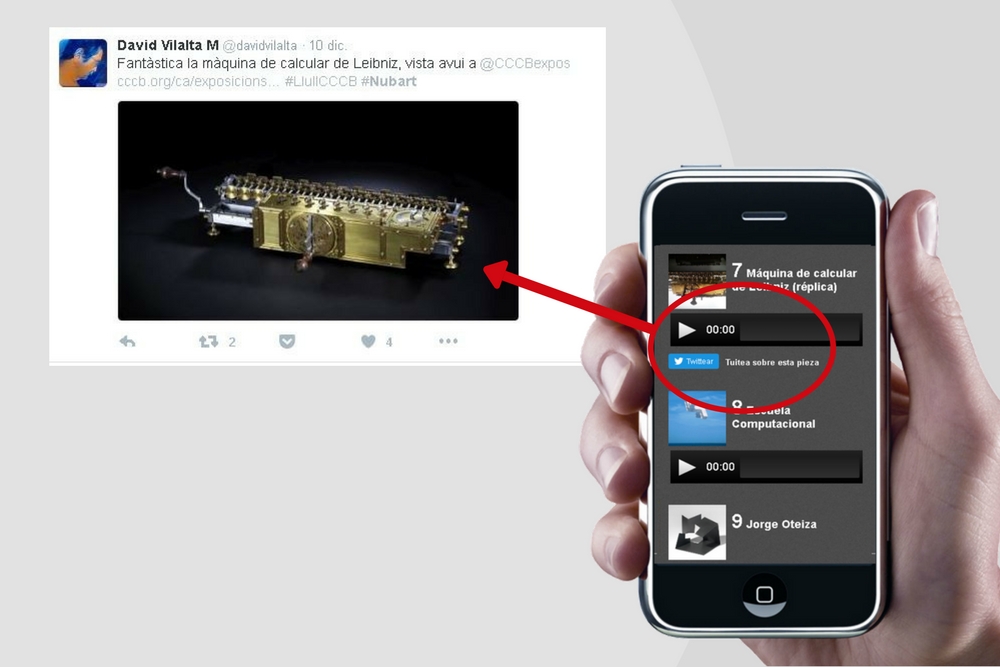 David Vilalta M @davidvilalta · 10 dic.
Fantàstica la màquina de calcular de Leibniz, vista avui a @CCCBexpos
cccb.org/ca/exposicions... #LlullCCCB #Nubart
2
4
7 Máquina de calcular
de Leibniz (réplica)
00:00
Twittear Tuitea sobre esta pieza
8 Escuela
Computacional
00:00
9 Jorge Oteiza